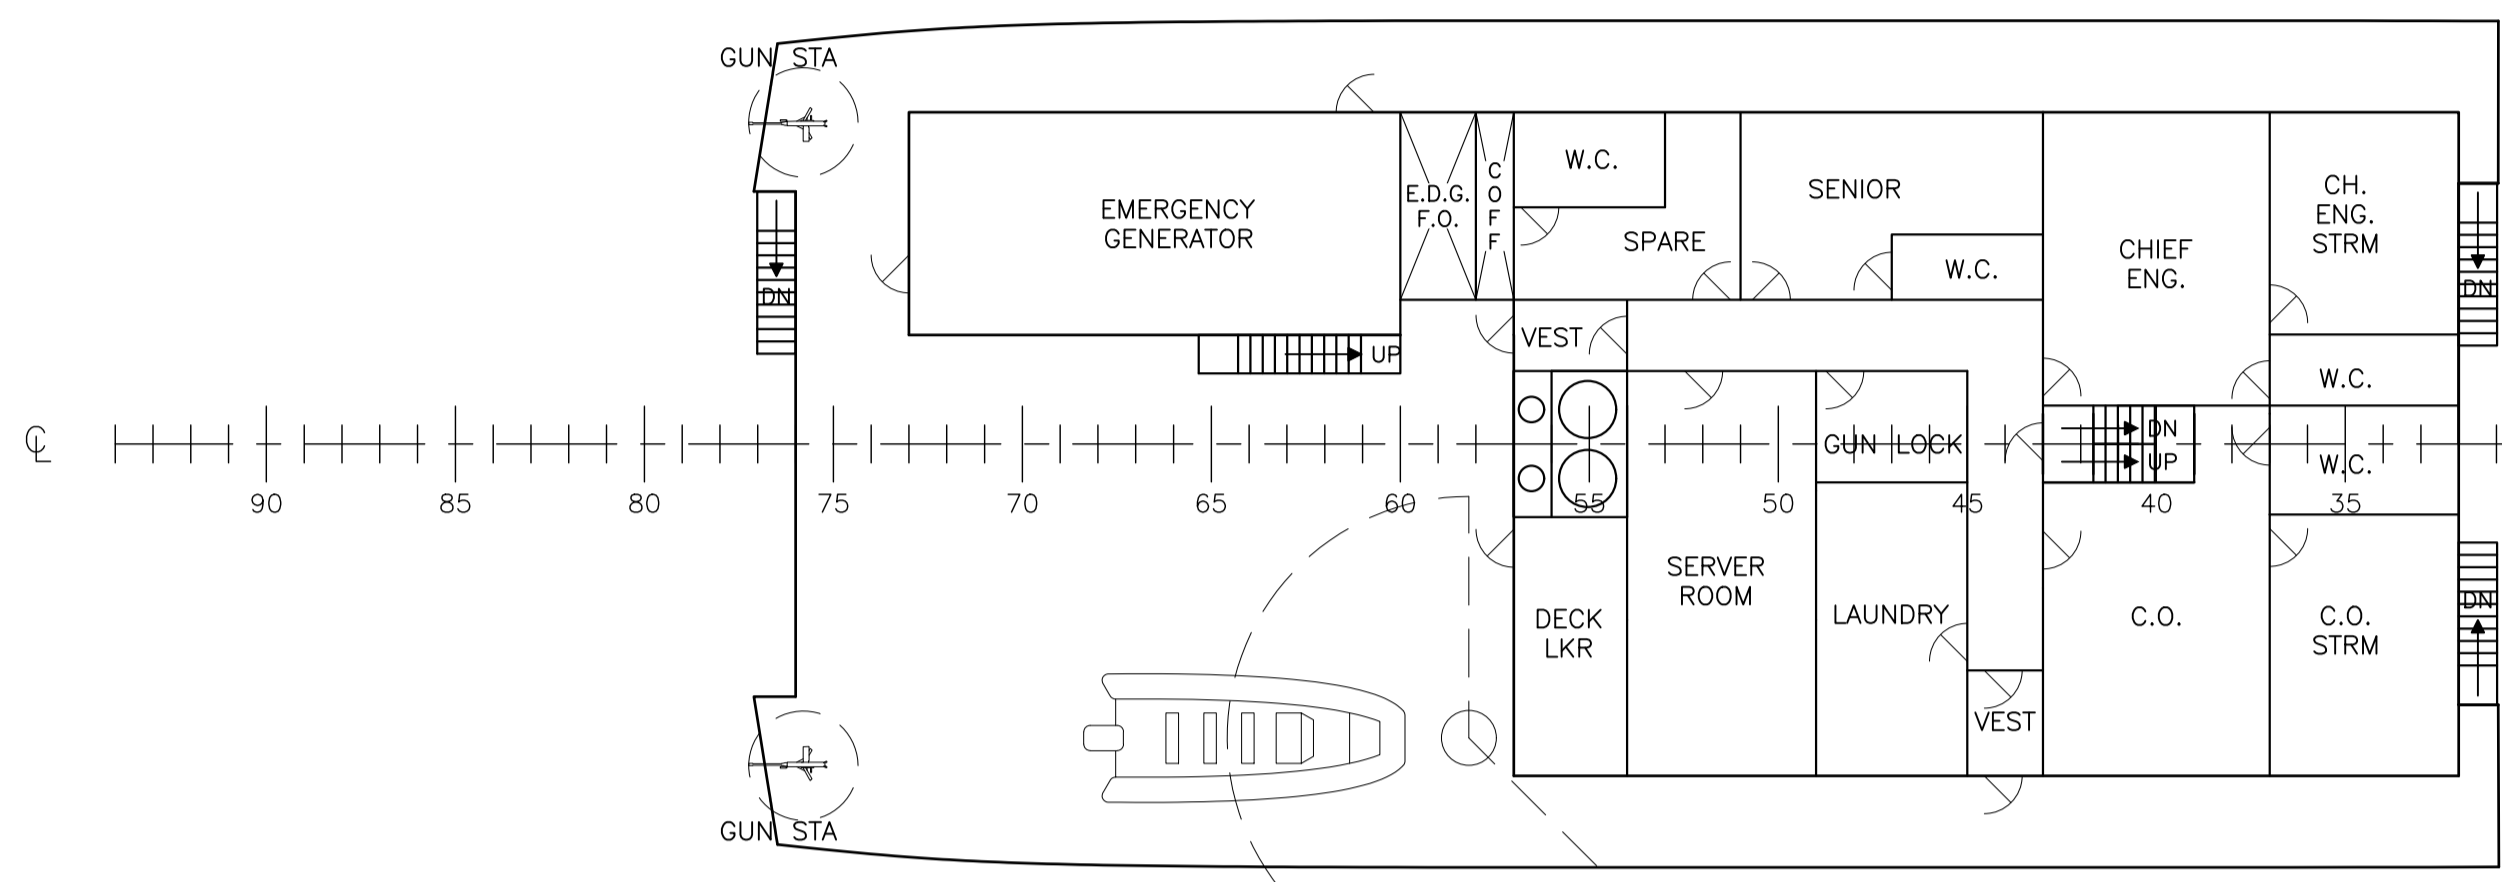 GUN STA
EMERGENCY
GENERATOR
E.D.G.
F.O.
C
O
F
F
W.C.
SPARE
SENIOR
W.C.
CHIEF
ENG.
CH.
ENG.
STRM
DN
DN
VEST
UP
W.C.
CL
GUN LOCK
DN
UP
W.C.
90
85
80
75
70
65
60
55
50
45
40
35
SERVER
ROOM
DECK
LKR
LAUNDRY
C.O.
C.O.
STRM
DN
VEST
GUN STA